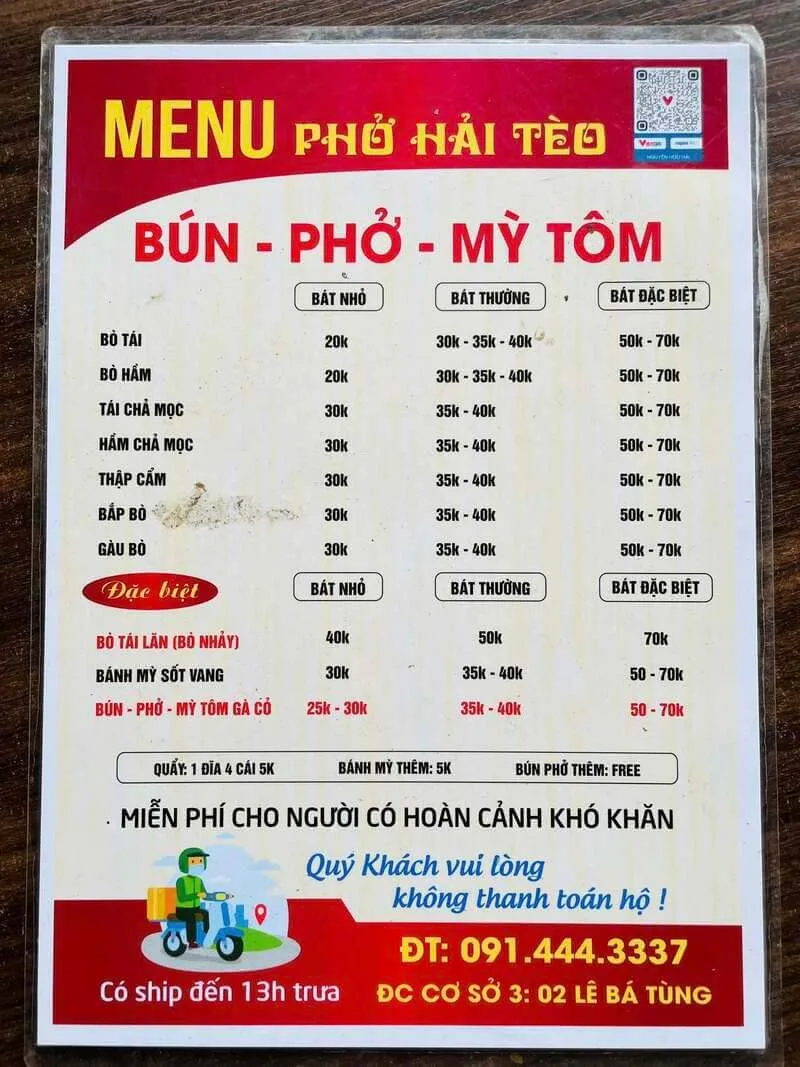 MENU PHỞ HẢI TÈO
BÚN - PHỞ - MỲ TÔM
BÁT NHỎ BÁT THƯỜNG BÁT ĐẶC BIỆT
BÒ TÁI 20k 30k - 35k - 40k 50k - 70k
BÒ HẦM 20k 30k - 35k - 40k 50k - 70k
TÁI CHẢ MỌC 30k 35k - 40k 50k - 70k
HẦM CHẢ MỌC 30k 35k - 40k 50k - 70k
THẬP CẨM 30k 35k - 40k 50k - 70k
BẮP BÒ 30k 35k - 40k 50k - 70k
GÀU BÒ 30k 35k - 40k 50k - 70k
Đặc biệt BÁT NHỎ BÁT THƯỜNG BÁT ĐẶC BIỆT
BÒ TÁI LĂN (BÒ NHẢY) 40k 50k 70k
BÁNH MỲ SỐT VANG 30k 35k - 40k 50 - 70k
BÚN - PHỞ - MỲ TÔM GÀ CỎ 25k - 30k 35k - 40k 50 - 70k
QUẨY: 1 ĐĨA 4 CÁI 5K BÁNH MỲ THÊM: 5K BÚN PHỞ THÊM: FREE
MIỄN PHÍ CHO NGƯỜI CÓ HOÀN CẢNH KHÓ KHĂN
Quý Khách vui lòng
không thanh toán hộ !
ĐT: 091.444.3337
Có ship đến 13h trưa ĐC CƠ SỞ 3: 02 LÊ BÁ TÙNG